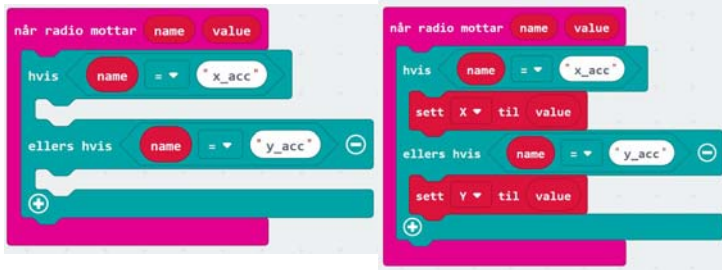 når radio mottar name value
hvis name = "x_acc"
ellers hvis name = "y_acc"
når radio mottar name value
hvis name = "x_acc"
sett X til value
ellers hvis name = "y_acc"
sett Y til value